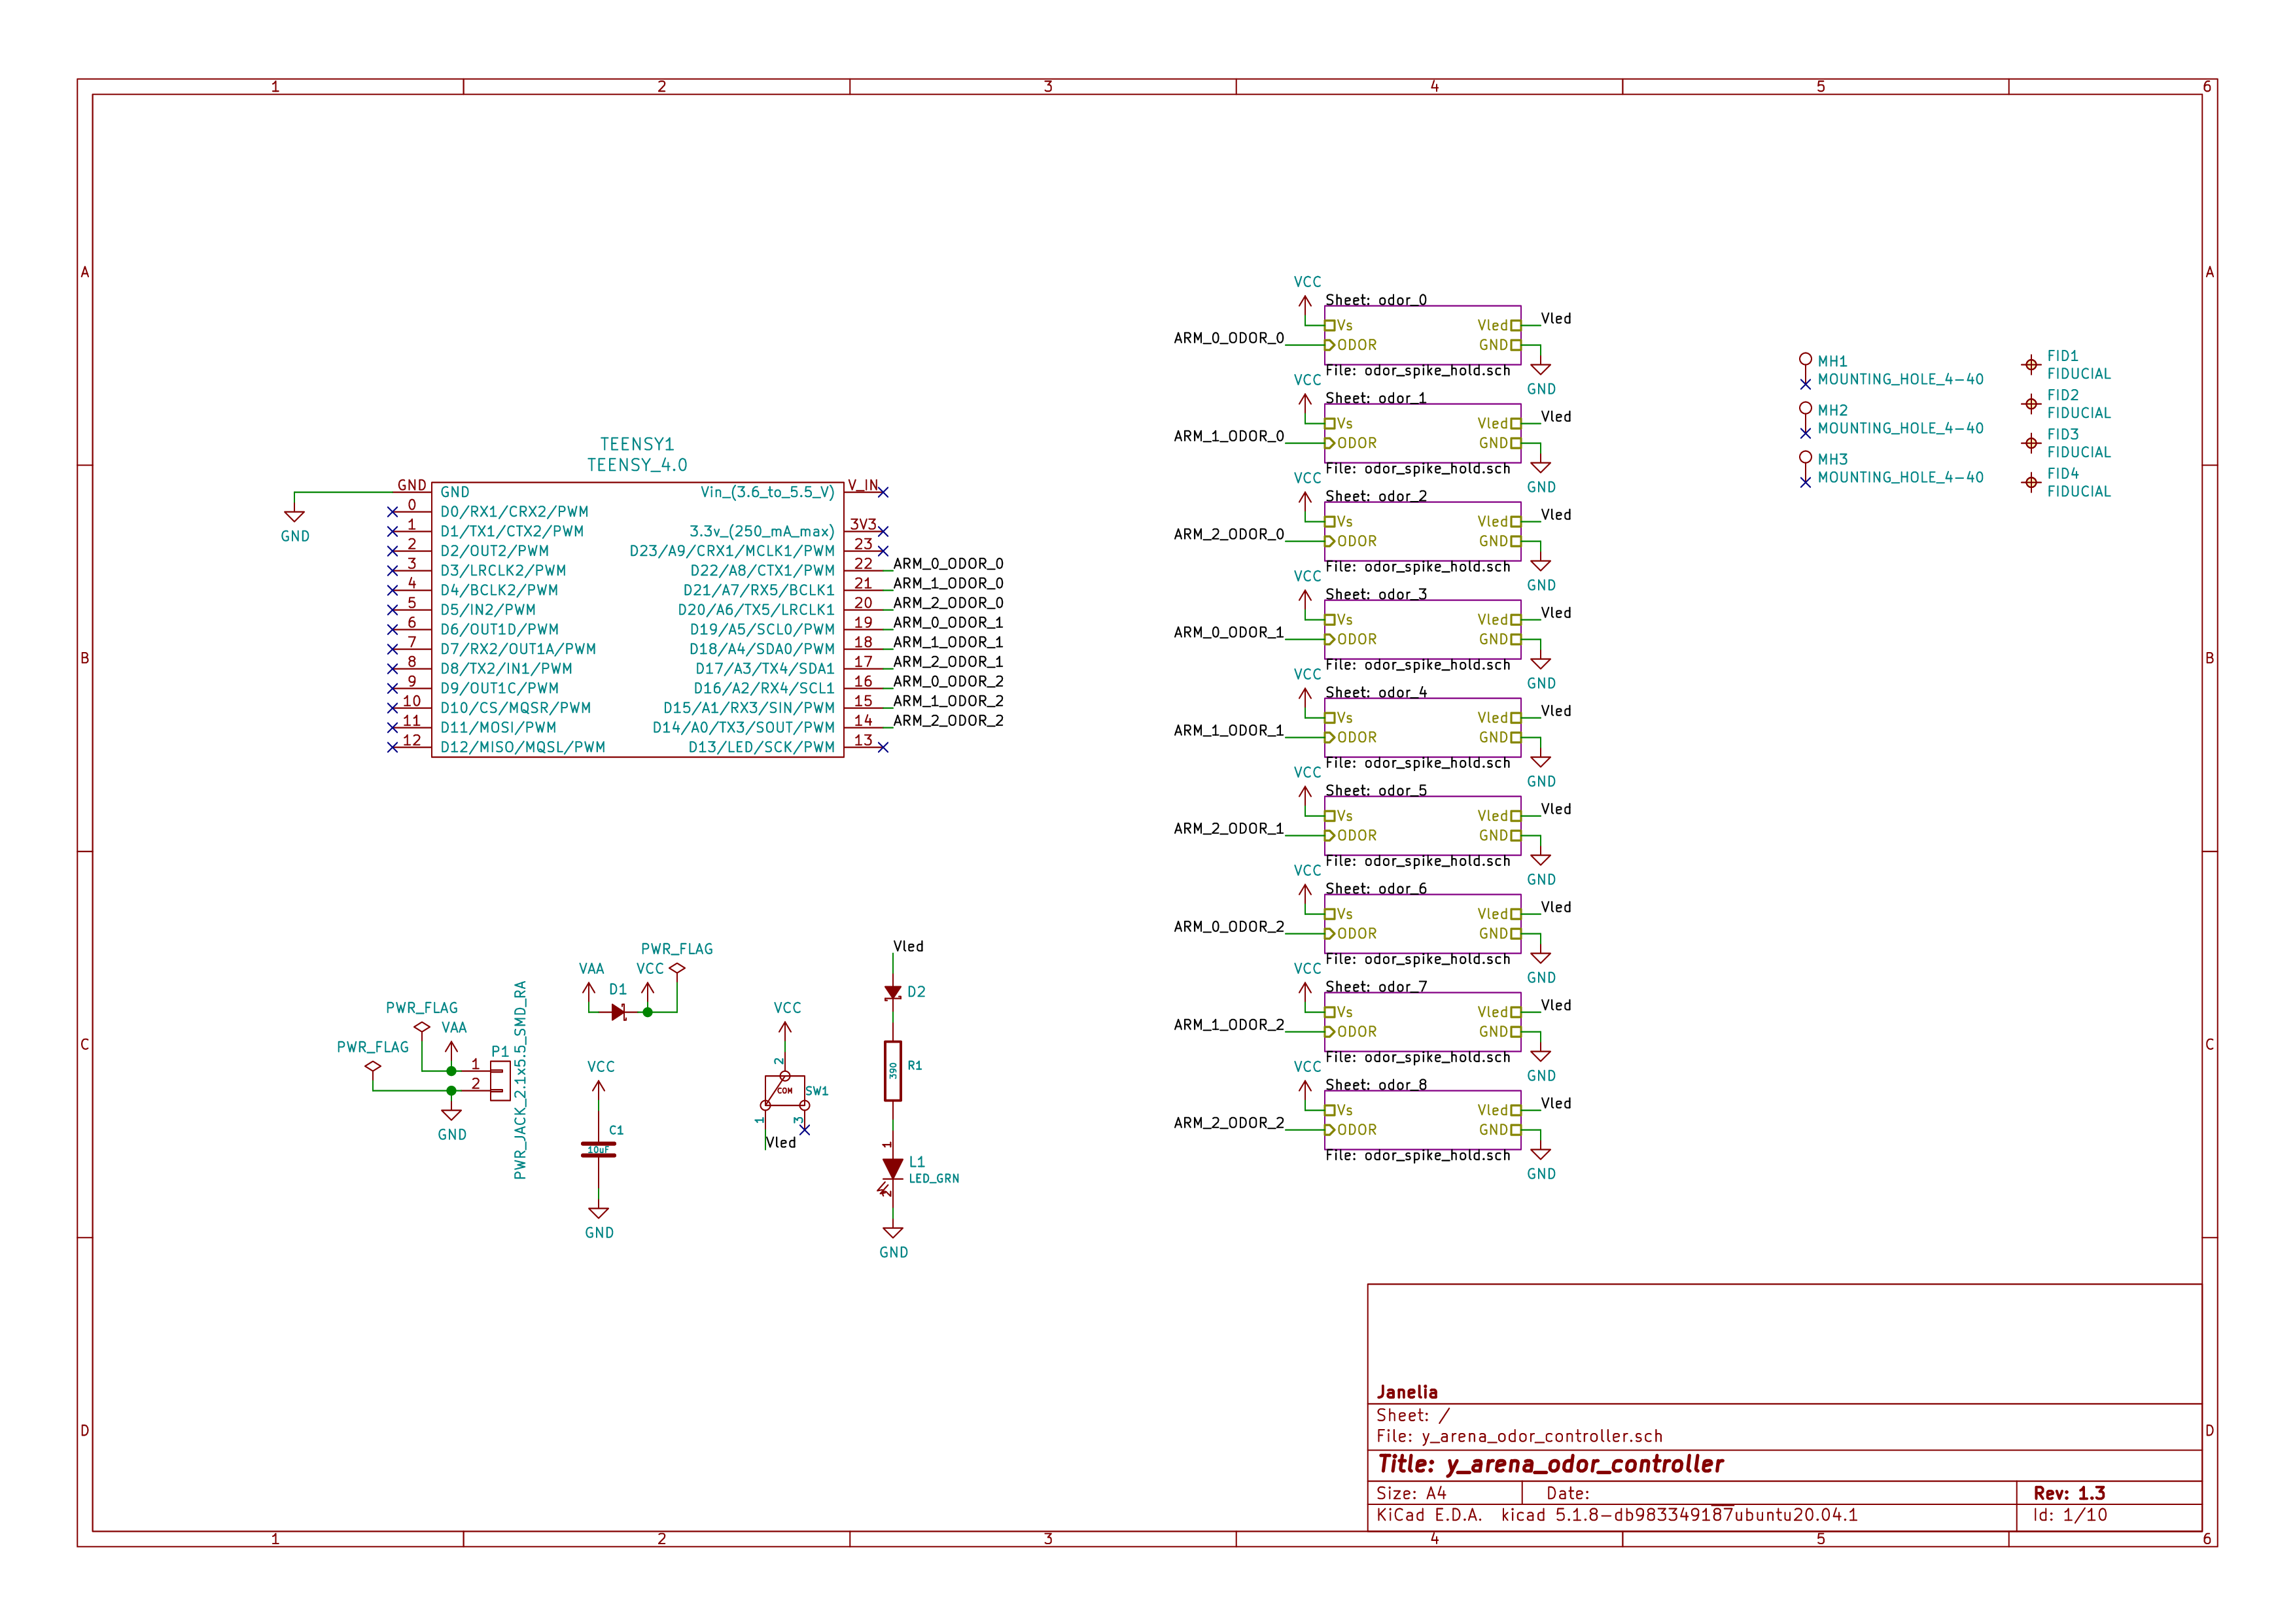 1 2 3 4 5 6
A
B
C
D
A
B
C
D
1 2 3 4 5 6
TEENSY1
TEENSY_4.0
GND GND Vin_(3.6_to_5.5_V) V_IN
0 D0/RX1/CRX2/PWM
1 D1/TX1/CTX2/PWM 3.3v_(250_mA_max) 3V3
2 D2/OUT2/PWM D23/A9/CRX1/MCLK1/PWM 23
3 D3/LRCLK2/PWM D22/A8/CTX1/PWM 22 ARM_0_ODOR_0
4 D4/BCLK2/PWM D21/A7/RX5/BCLK1 21 ARM_1_ODOR_0
5 D5/IN2/PWM D20/A6/TX5/LRCLK1 20 ARM_2_ODOR_0
6 D6/OUT1D/PWM D19/A5/SCL0/PWM 19 ARM_0_ODOR_1
7 D7/RX2/OUT1A/PWM D18/A4/SDA0/PWM 18 ARM_1_ODOR_1
8 D8/TX2/IN1/PWM D17/A3/TX4/SDA1 17 ARM_2_ODOR_1
9 D9/OUT1C/PWM D16/A2/RX4/SCL1 16 ARM_0_ODOR_2
10 D10/CS/MQSR/PWM D15/A1/RX3/SIN/PWM 15 ARM_1_ODOR_2
11 D11/MOSI/PWM D14/A0/TX3/SOUT/PWM 14 ARM_2_ODOR_2
12 D12/MISO/MQSL/PWM D13/LED/SCK/PWM 13
GND
PWR_FLAG
VAA
PWR_FLAG
P1
1
2
GND
PWR_JACK_2.1x5.5_SMD_RA
PWR_FLAG
VAA VCC
D1
VCC
C1
10uF
GND
VCC
2
COM
SW1
1 3
Vled
Vled
D2
R1
390
1
L1
LED_GRN
2
GND
VCC
Sheet: odor_0
Vs Vled Vled
ARM_0_ODOR_0 ODOR GND
File: odor_spike_hold.sch
GND
VCC
Sheet: odor_1
Vs Vled Vled
ARM_1_ODOR_0 ODOR GND
File: odor_spike_hold.sch
GND
VCC
Sheet: odor_2
Vs Vled Vled
ARM_2_ODOR_0 ODOR GND
File: odor_spike_hold.sch
GND
VCC
Sheet: odor_3
Vs Vled Vled
ARM_0_ODOR_1 ODOR GND
File: odor_spike_hold.sch
GND
VCC
Sheet: odor_4
Vs Vled Vled
ARM_1_ODOR_1 ODOR GND
File: odor_spike_hold.sch
GND
VCC
Sheet: odor_5
Vs Vled Vled
ARM_2_ODOR_1 ODOR GND
File: odor_spike_hold.sch
GND
VCC
Sheet: odor_6
Vs Vled Vled
ARM_0_ODOR_2 ODOR GND
File: odor_spike_hold.sch
GND
VCC
Sheet: odor_7
Vs Vled Vled
ARM_1_ODOR_2 ODOR GND
File: odor_spike_hold.sch
GND
VCC
Sheet: odor_8
Vs Vled Vled
ARM_2_ODOR_2 ODOR GND
File: odor_spike_hold.sch
GND
MH1
MOUNTING_HOLE_4-40
MH2
MOUNTING_HOLE_4-40
MH3
MOUNTING_HOLE_4-40
FID1
FIDUCIAL
FID2
FIDUCIAL
FID3
FIDUCIAL
FID4
FIDUCIAL
Janelia
Sheet: /
File: y_arena_odor_controller.sch
Title: y_arena_odor_controller
Size: A4 Date: Rev: 1.3
KiCad E.D.A. kicad 5.1.8-db983349187ubuntu20.04.1 Id: 1/10